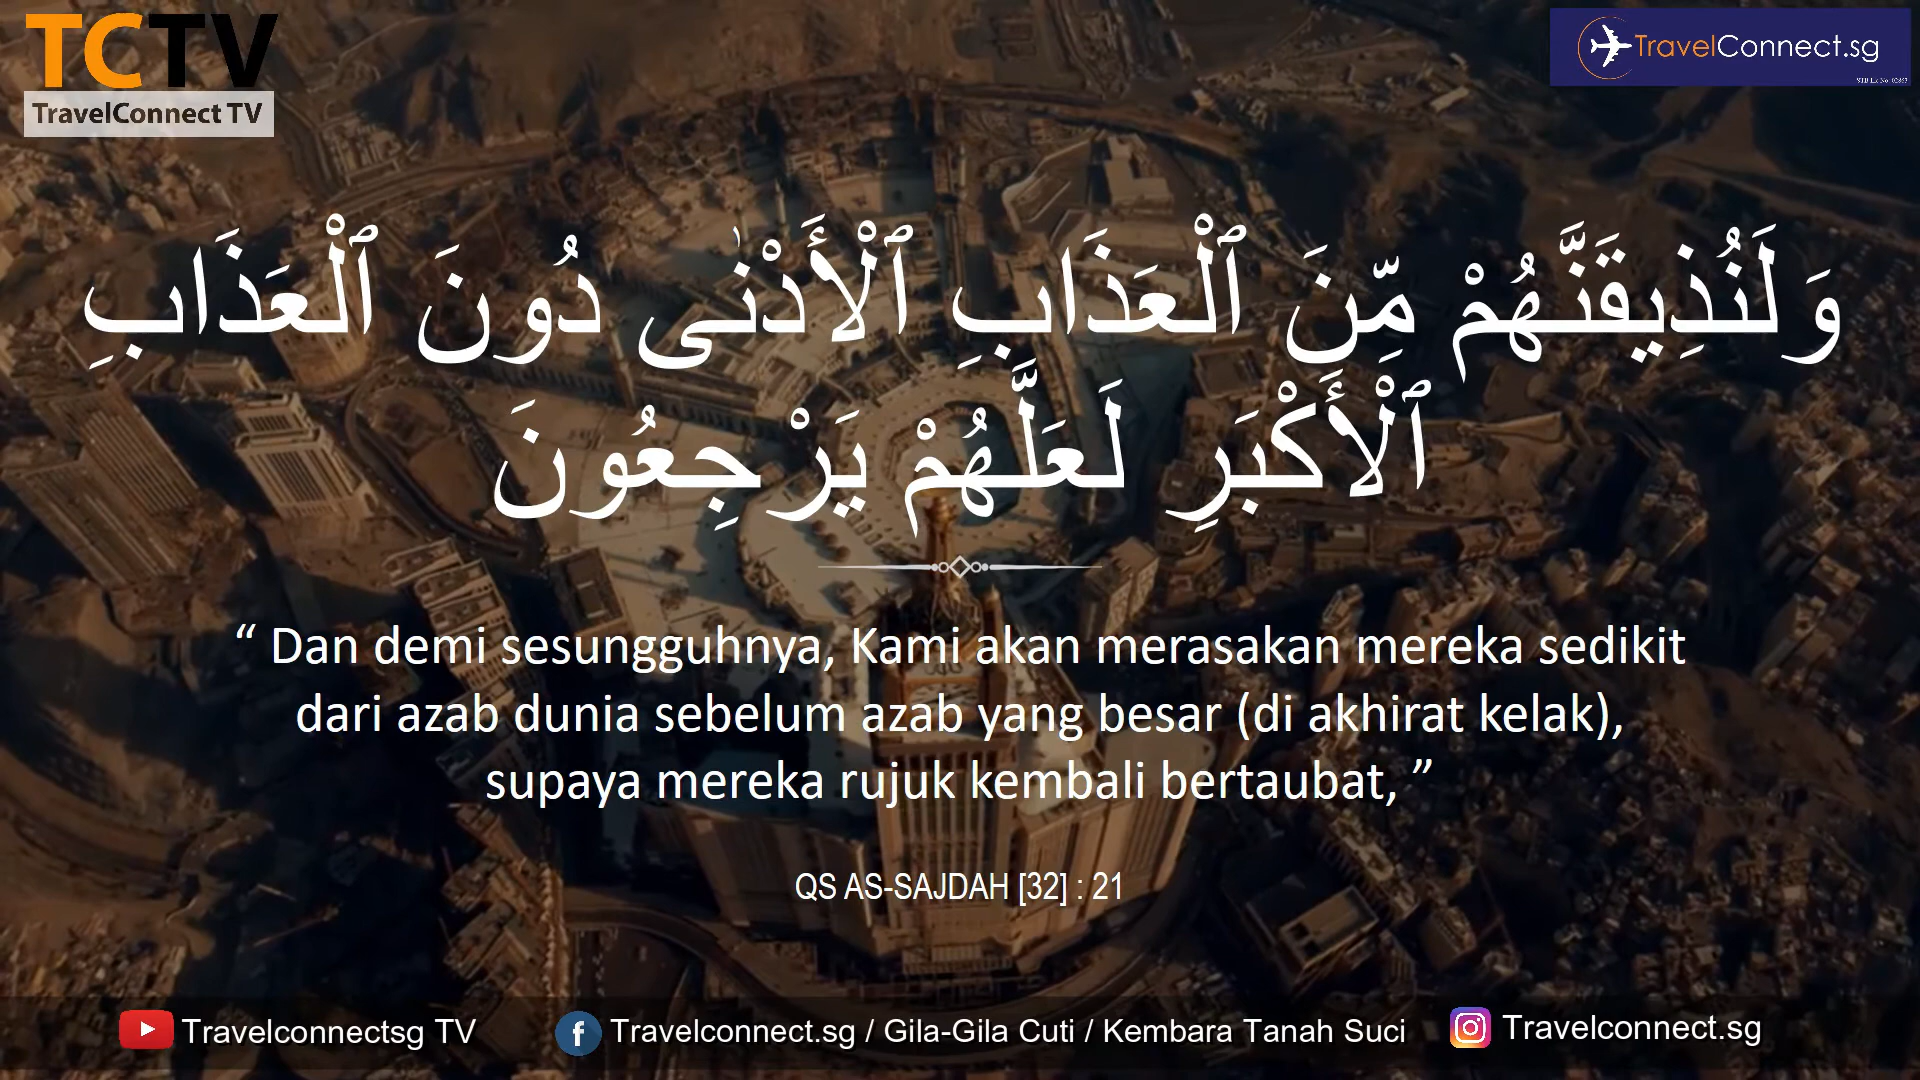 TCTV
TravelConnect TV
TravelConnect.sg
وَلَنُذِيقَنَّهُمْ مِّنَ ٱلْعَذَابِ ٱلْأَدْنَىٰ دُونَ ٱلْعَذَابِ
ٱلْأَكْبَرِ لَعَلَّهُمْ يَرْجِعُونَ
“ Dan demi sesungguhnya, Kami akan merasakan mereka sedikit
dari azab dunia sebelum azab yang besar (di akhirat kelak),
supaya mereka rujuk kembali bertaubat, ”
QS AS-SAJDAH [32] : 21
Travelconnectsg TV
Travelconnect.sg / Gila-Gila Cuti / Kembara Tanah Suci
Travelconnect.sg